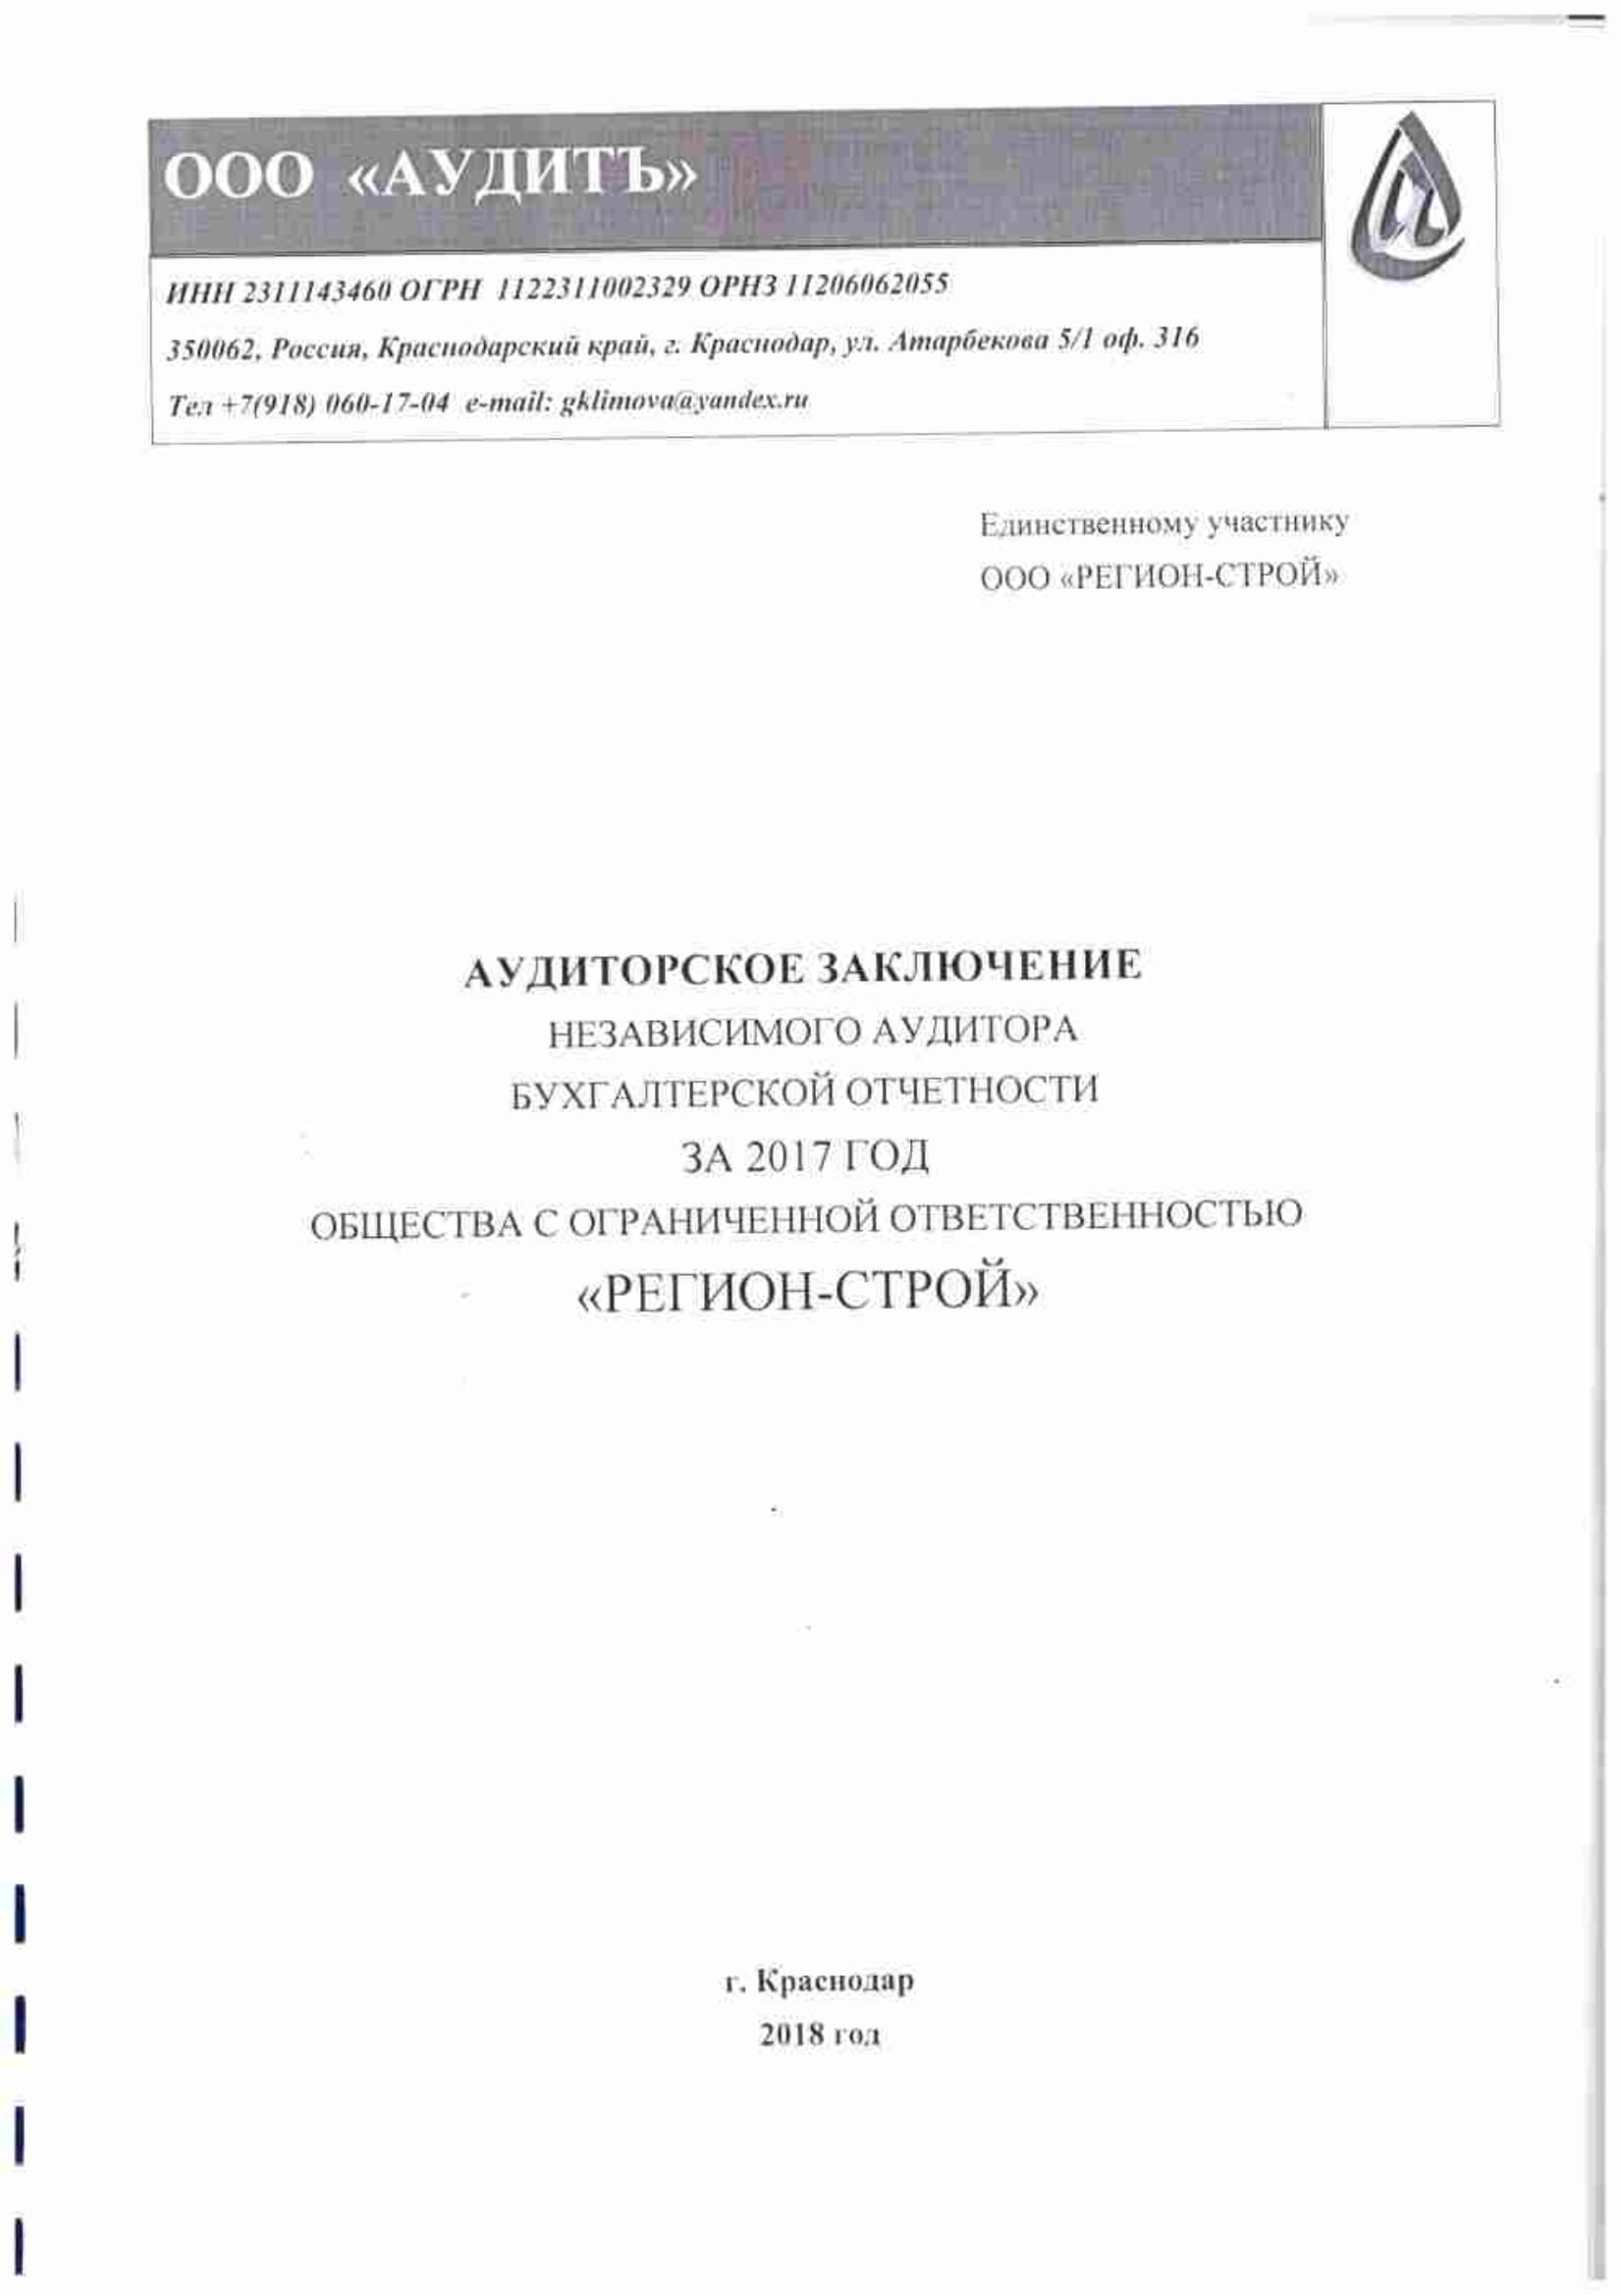 ООО «АУДИТЪ»
ИНН 2311143460 ОГРН 1122311002329 ОРНЗ 11206062055
350062, Россия, Краснодарский край, г. Краснодар, ул. Атарбекова 5/1 оф. 316
Тел +7(918) 060-17-04 e-mail: gklimova@yandex.ru
Единственному участнику
ООО «РЕГИОН-СТРОЙ»
АУДИТОРСКОЕ ЗАКЛЮЧЕНИЕ
НЕЗАВИСИМОГО АУДИТОРА
БУХГАЛТЕРСКОЙ ОТЧЕТНОСТИ
ЗА 2017 ГОД
ОБЩЕСТВА С ОГРАНИЧЕННОЙ ОТВЕТСТВЕННОСТЬЮ
«РЕГИОН-СТРОЙ»
г. Краснодар
2018 год